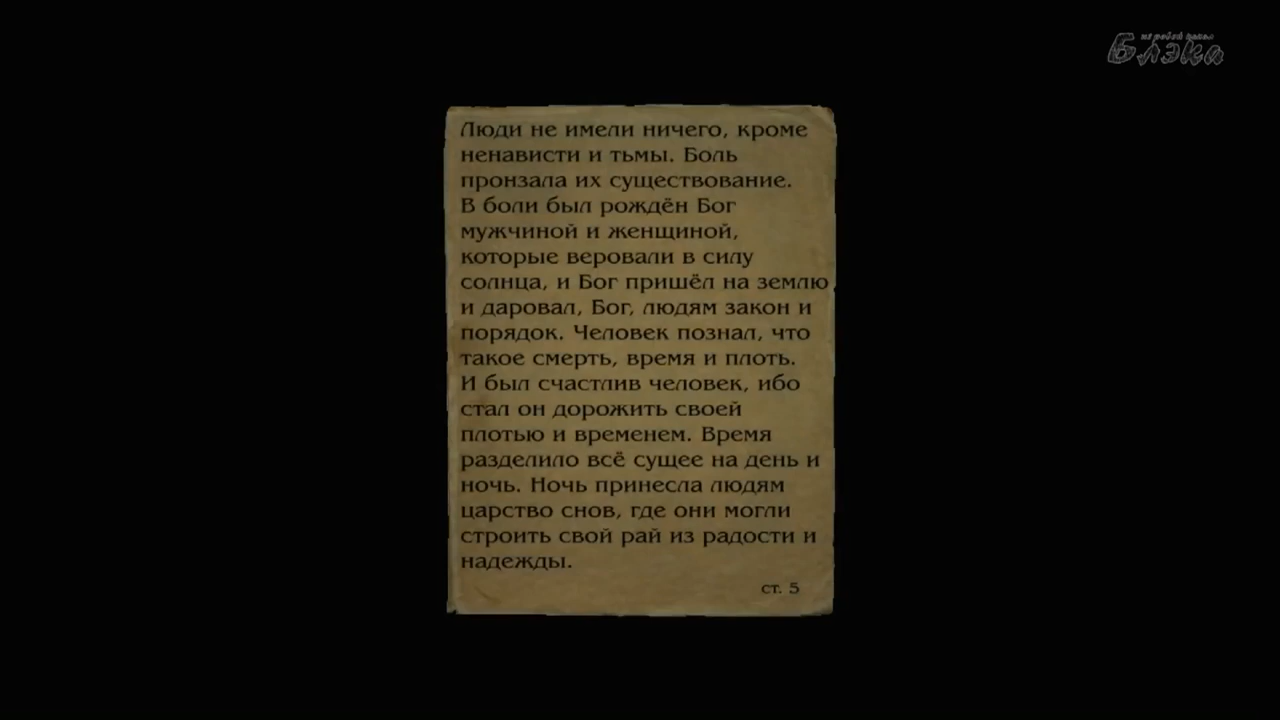 Блэка
Люди не имели ничего, кроме
ненависти и тьмы. Боль
пронзала их существование.
В боли был рождён Бог
мужчиной и женщиной,
которые веровали в силу
солнца, и Бог пришёл на землю
и даровал, Бог, людям закон и
порядок. Человек познал, что
такое смерть, время и плоть.
И был счастлив человек, ибо
стал он дорожить своей
плотью и временем. Время
разделило всё сущее на день и
ночь. Ночь принесла людям
царство снов, где они могли
строить свой рай из радости и
надежды.
ст. 5